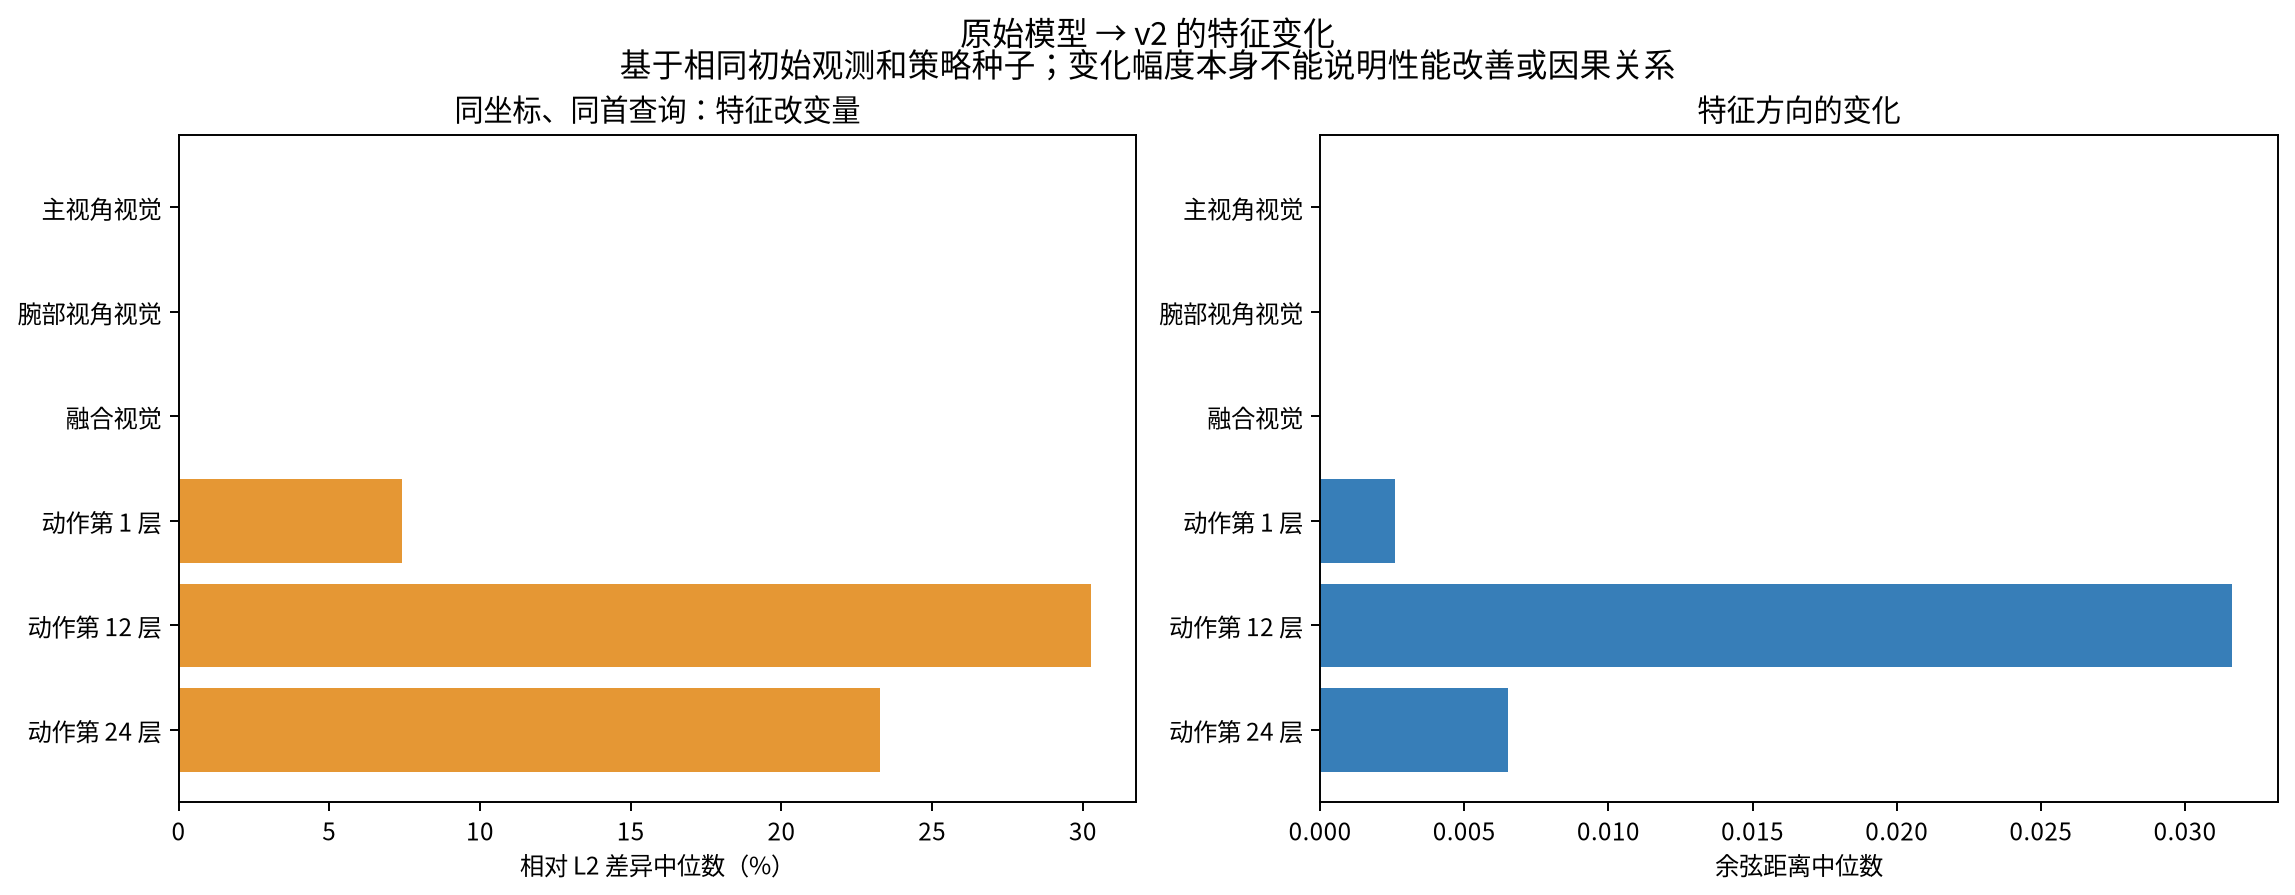 原始模型 → v2 的特征变化
基于相同初始观测和策略种子；变化幅度本身不能说明性能改善或因果关系
同坐标、同首查询：特征改变量
主视角视觉
腕部视角视觉
融合视觉
动作第 1 层
动作第 12 层
动作第 24 层
0 5 10 15 20 25 30
相对 L2 差异中位数（%）
特征方向的变化
主视角视觉
腕部视角视觉
融合视觉
动作第 1 层
动作第 12 层
动作第 24 层
0.000 0.005 0.010 0.015 0.020 0.025 0.030
余弦距离中位数